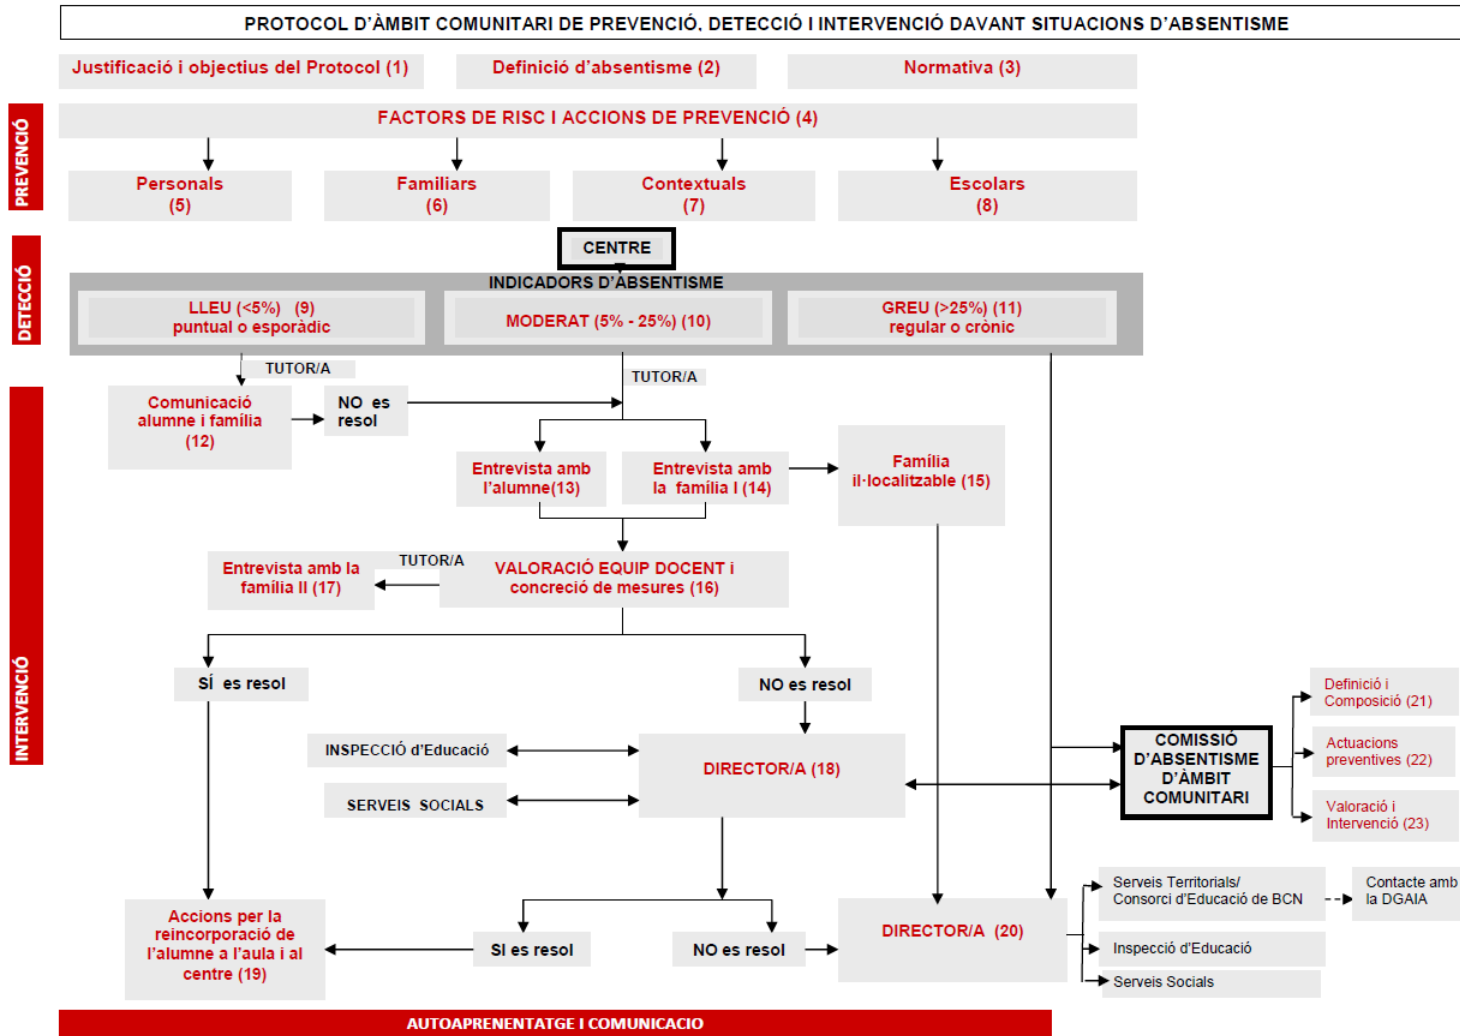 PROTOCOL D'ÀMBIT COMUNITARI DE PREVENCIÓ, DETECCIÓ I INTERVENCIÓ DAVANT SITUACIONS D'ABSENTISME
Justificació i objectius del Protocol (1)
Definició d'absentisme (2)
Normativa (3)
PREVENCIÓ
FACTORS DE RISC I ACCIONS DE PREVENCIÓ (4)
Personals
(5)
Familiars
(6)
Contextuals
(7)
Escolars
(8)
DETECCIÓ
CENTRE
INDICADORS D'ABSENTISME
LLEU (<5%) (9)
puntual o esporàdic
MODERAT (5% - 25%) (10)
GREU (>25%) (11)
regular o crònic
INTERVENCIÓ
TUTOR/A
TUTOR/A
Comunicació
alumne i família
(12)
NO es
resol
Entrevista amb
l'alumne(13)
Entrevista amb
la família I (14)
Família
il·localitzable (15)
Entrevista amb la
família II (17)
TUTOR/A
VALORACIÓ EQUIP DOCENT i
concreció de mesures (16)
SÍ es resol
NO es resol
INSPECCIÓ d'Educació
SERVEIS SOCIALS
DIRECTOR/A (18)
COMISSIÓ
D'ABSENTISME
D'ÀMBIT
COMUNITARI
Definició i
Composició (21)
Actuacions
preventives (22)
Valoració i
Intervenció (23)
Accions per la
reincorporació de
l'alumne a l'aula i al
centre (19)
SI es resol
NO es resol
DIRECTOR/A (20)
Serveis Territorials/
Consorci d'Educació de BCN
Contacte amb
la DGAIA
Inspecció d'Educació
Serveis Socials
AUTOAPRENENTATGE I COMUNICACIO